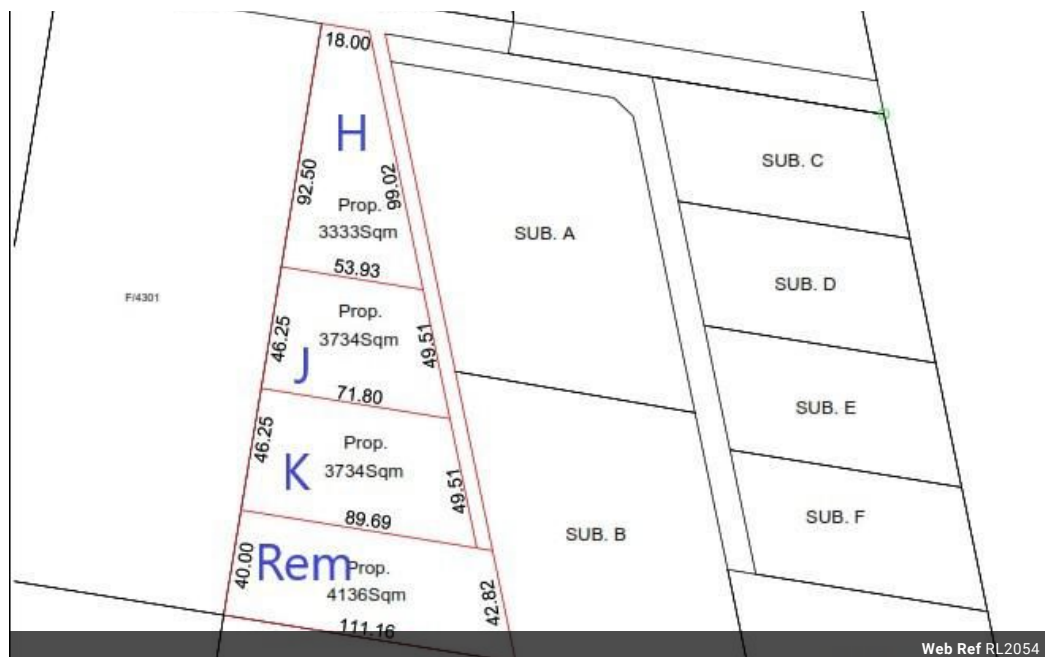 18.00
H
92.50
99.02
Prop.
3333Sqm
53.93
SUB. A
SUB. C
SUB. D
F/4301
Prop.
3734Sqm
46.25
49.51
J
71.80
SUB. E
46.25
Prop.
3734Sqm
K
49.51
89.69
SUB. F
SUB. B
40.00
Rem
Prop.
4136Sqm
42.82
111.16
Web Ref RL2054